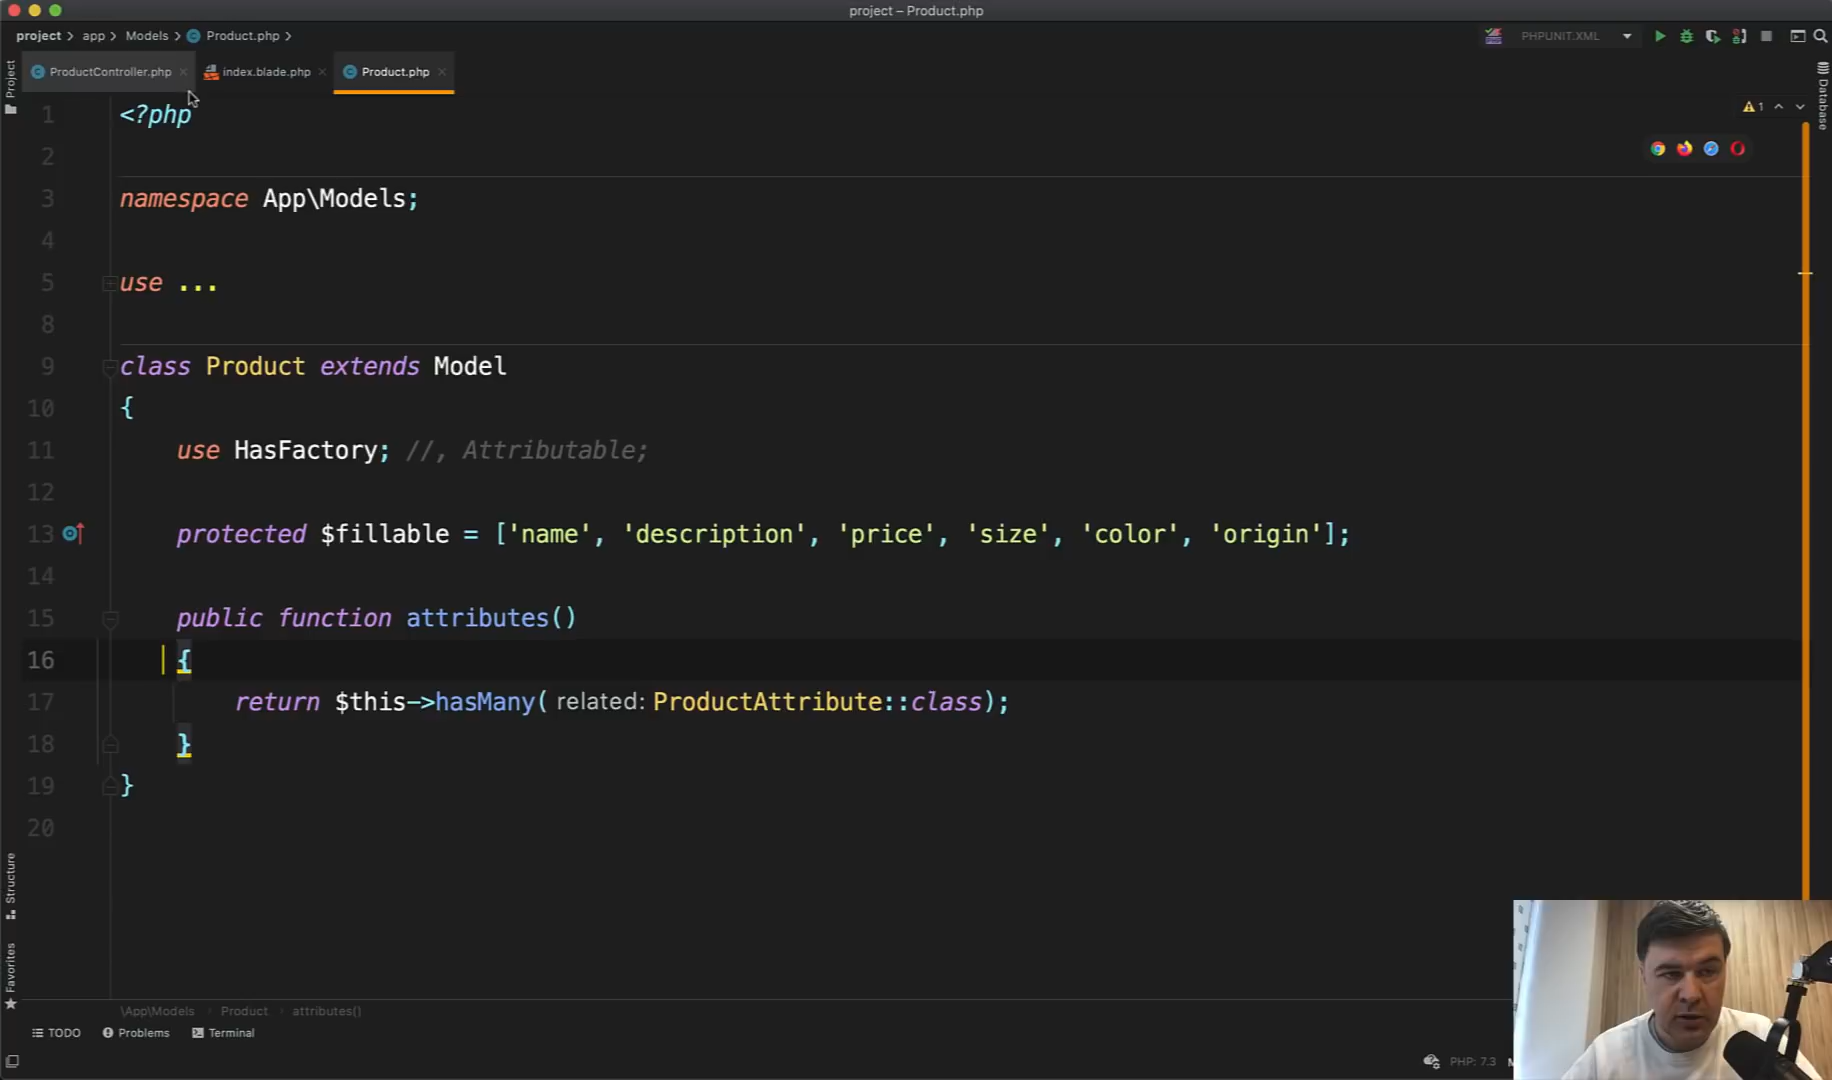 project – Product.php
project > app > Models > Product.php >
PHPUNIT.XML
ProductController.php × index.blade.php × Product.php ×
Project
Database
1 <?php
1
2
3 namespace App\Models;
4
5 use ...
8
9 class Product extends Model
10 {
11 use HasFactory; //, Attributable;
12
13 protected $fillable = ['name', 'description', 'price', 'size', 'color', 'origin'];
14
15 public function attributes()
16 {
17 return $this->hasMany( related: ProductAttribute::class);
18 }
19 }
20
Structure
Favorites
\App\Models > Product > attributes()
TODO Problems Terminal
PHP: 7.3